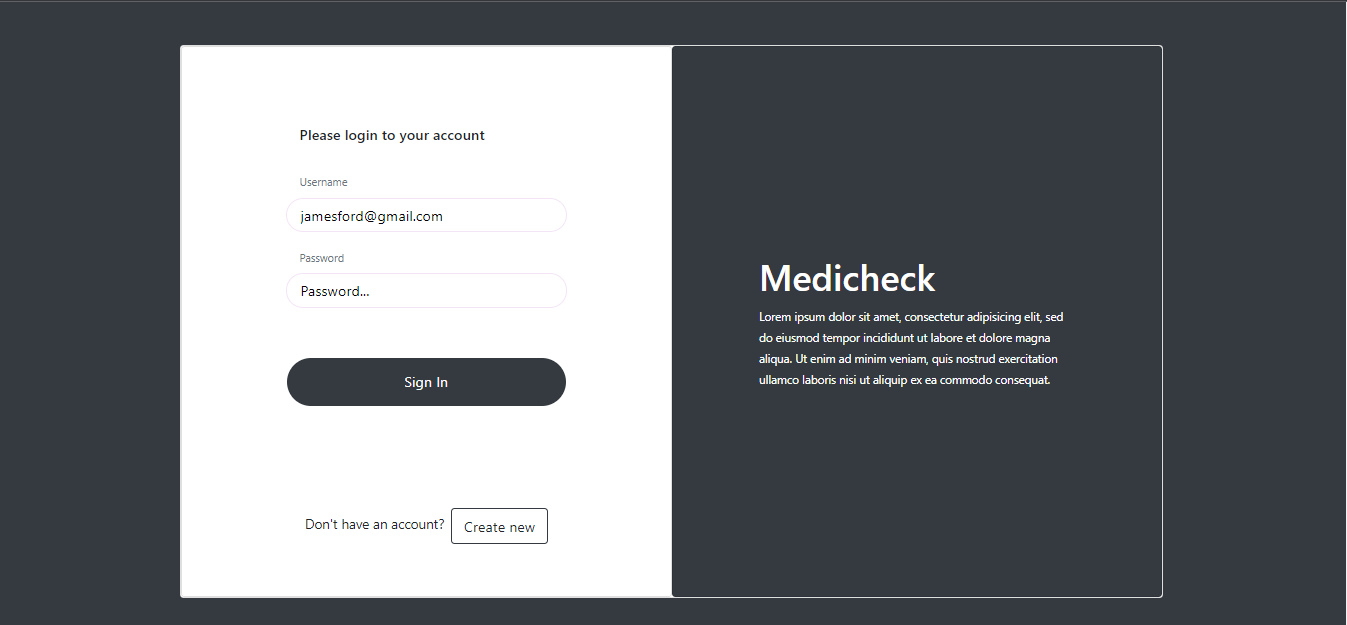 Please login to your account
Username
jamesford@gmail.com
Password
Password...
Sign In
Don't have an account? Create new
Medicheck
Lorem ipsum dolor sit amet, consectetur adipisicing elit, sed
do eiusmod tempor incididunt ut labore et dolore magna
aliqua. Ut enim ad minim veniam, quis nostrud exercitation
ullamco laboris nisi ut aliquip ex ea commodo consequat.